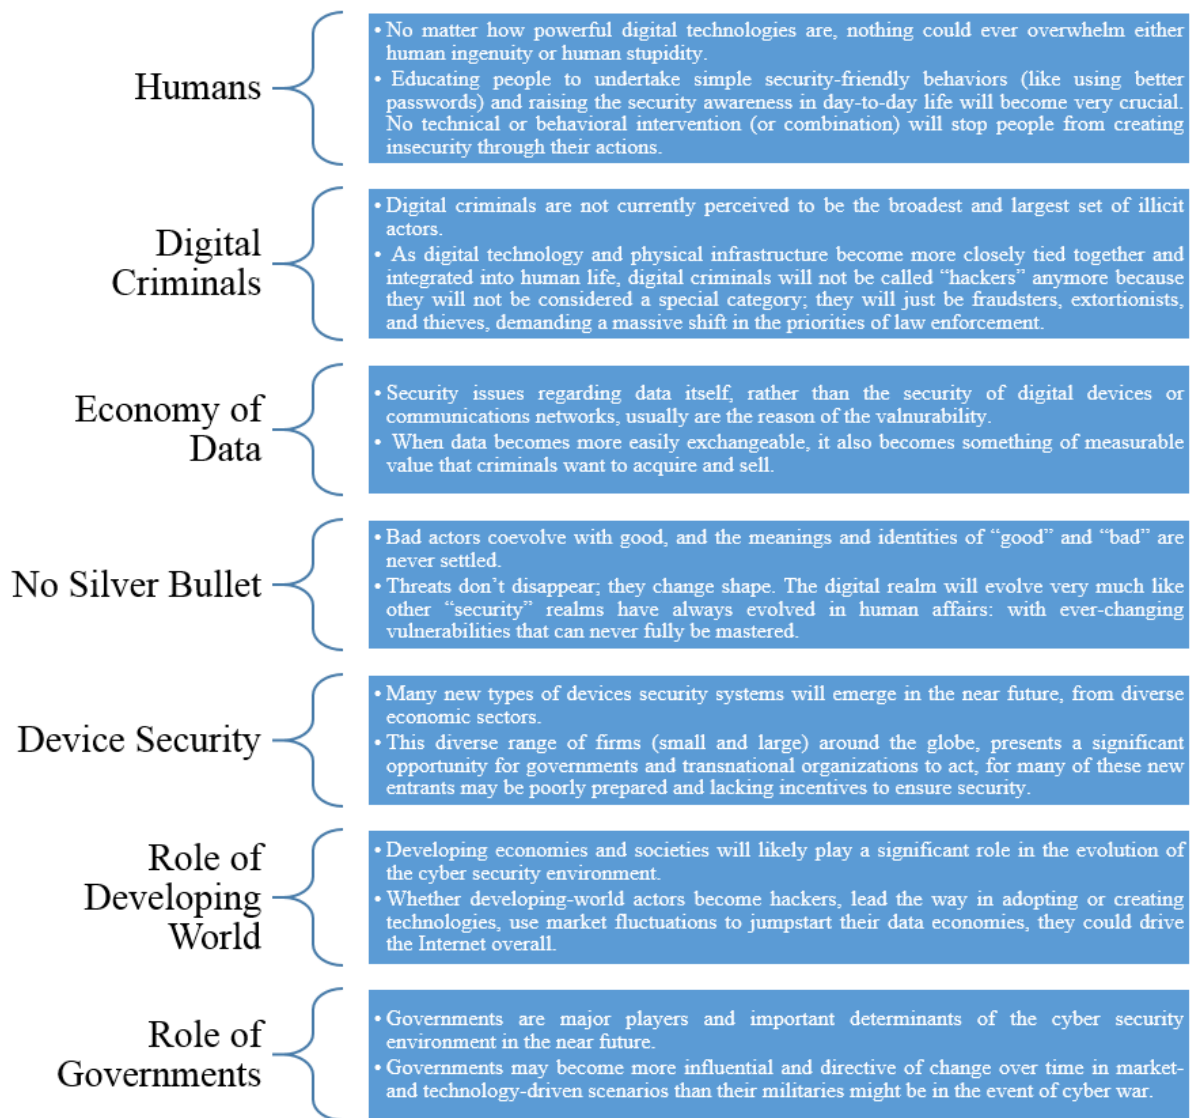 Humans
• No matter how powerful digital technologies are, nothing could ever overwhelm either
human ingenuity or human stupidity.
• Educating people to undertake simple security-friendly behaviors (like using better
passwords) and raising the security awareness in day-to-day life will become very crucial.
No technical or behavioral intervention (or combination) will stop people from creating
insecurity through their actions.
Digital
Criminals
• Digital criminals are not currently perceived to be the broadest and largest set of illicit
actors.
• As digital technology and physical infrastructure become more closely tied together and
integrated into human life, digital criminals will not be called “hackers” anymore because
they will not be considered a special category; they will just be fraudsters, extortionists,
and thieves, demanding a massive shift in the priorities of law enforcement.
Economy of
Data
• Security issues regarding data itself, rather than the security of digital devices or
communications networks, usually are the reason of the valnurability.
• When data becomes more easily exchangeable, it also becomes something of measurable
value that criminals want to acquire and sell.
No Silver Bullet
• Bad actors coevolve with good, and the meanings and identities of “good” and “bad” are
never settled.
• Threats don’t disappear; they change shape. The digital realm will evolve very much like
other “security” realms have always evolved in human affairs: with ever-changing
vulnerabilities that can never fully be mastered.
Device Security
• Many new types of devices security systems will emerge in the near future, from diverse
economic sectors.
• This diverse range of firms (small and large) around the globe, presents a significant
opportunity for governments and transnational organizations to act, for many of these new
entrants may be poorly prepared and lacking incentives to ensure security.
Role of
Developing
World
• Developing economies and societies will likely play a significant role in the evolution of
the cyber security environment.
• Whether developing-world actors become hackers, lead the way in adopting or creating
technologies, use market fluctuations to jumpstart their data economies, they could drive
the Internet overall.
Role of
Governments
• Governments are major players and important determinants of the cyber security
environment in the near future.
• Governments may become more influential and directive of change over time in market-
and technology-driven scenarios than their militaries might be in the event of cyber war.